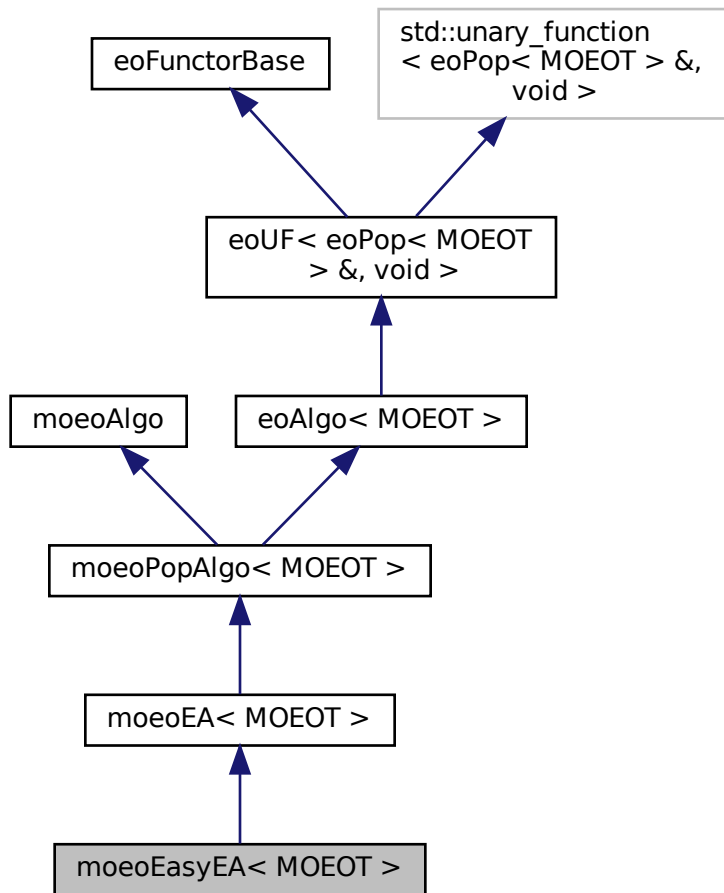 eoFunctorBase
std::unary_function
< eoPop< MOEOT > &,
void >
eoUF< eoPop< MOEOT
> &, void >
moeoAlgo
eoAlgo< MOEOT >
moeoPopAlgo< MOEOT >
moeoEA< MOEOT >
moeoEasyEA< MOEOT >